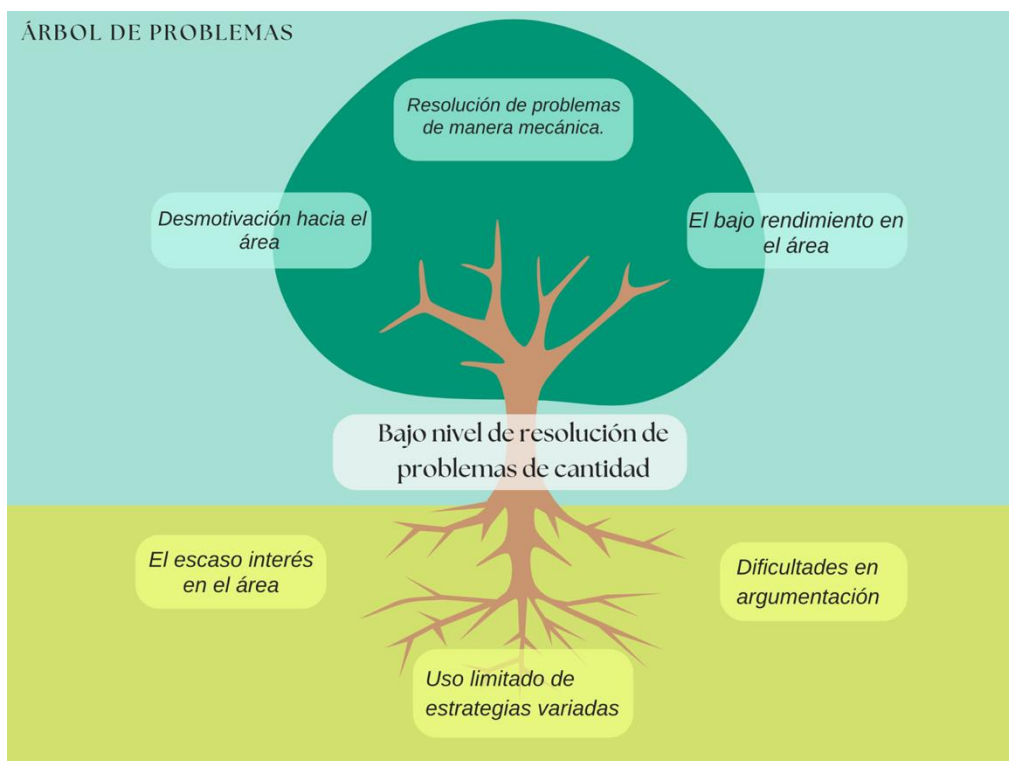 ÁRBOL DE PROBLEMAS
Resolución de problemas
de manera mecánica.
Desmotivación hacia el
área
El bajo rendimiento en
el área
Bajo nivel de resolución de
problemas de cantidad
El escaso interés
en el área
Dificultades en
argumentación
Uso limitado de
estrategias variadas